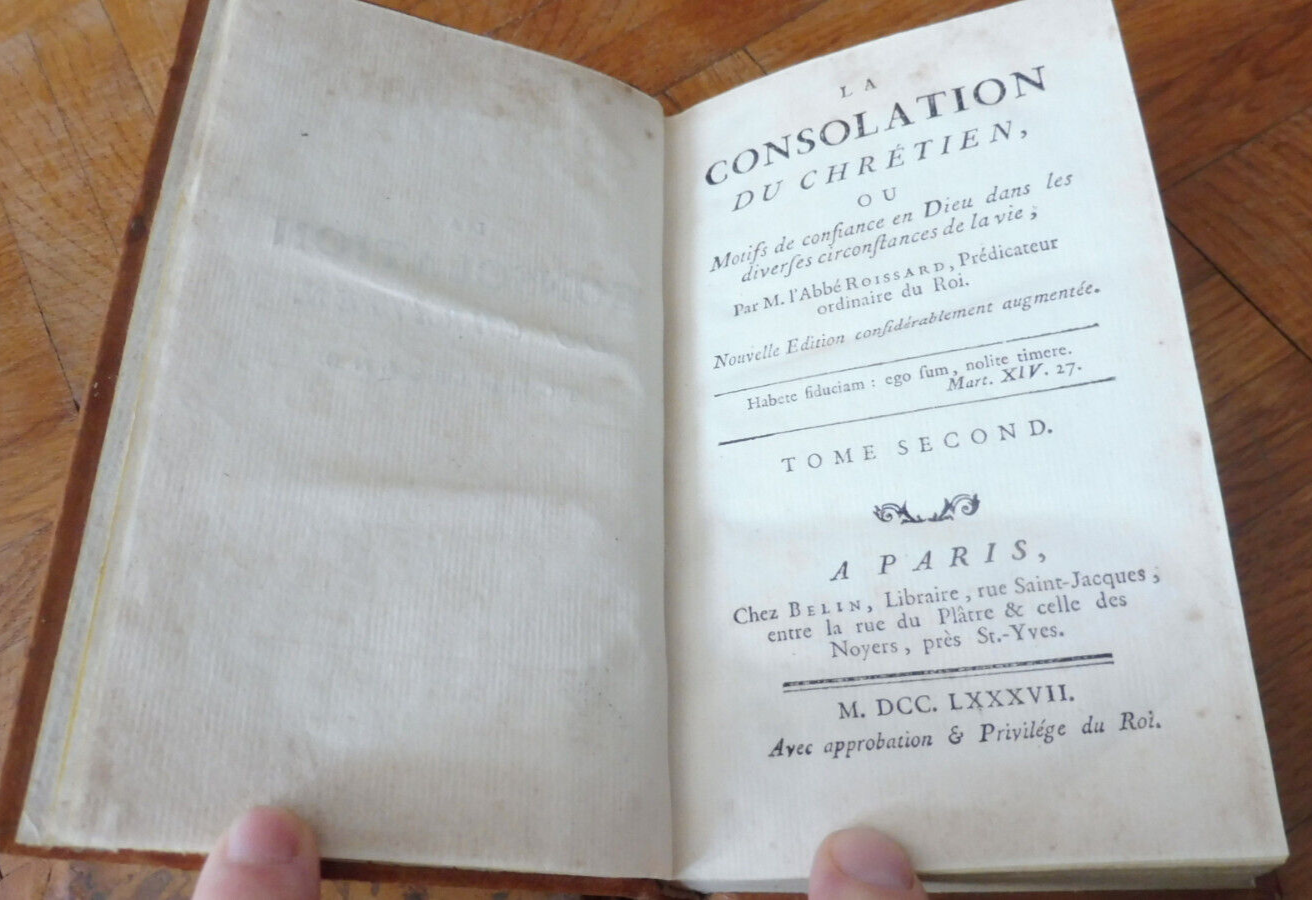 LA
CONSOLATION
DU CHRÉTIEN,
OU
Motifs de confiance en Dieu dans les
diverſes circonſtances de la vie ;
Par M. l'Abbé ROISSARD, Prédicateur
ordinaire du Roi.
Nouvelle Edition conſidérablement augmentée.
Habete fiduciam : ego ſum, nolite timere.
Mart. XIV. 27.
TOME SECOND.
A PARIS,
Chez BELIN, Libraire, rue Saint-Jacques ;
entre la rue du Plâtre & celle des
Noyers, près St.-Yves.
M. DCC. LXXXVII.
Avec approbation & Privilége du Roi.